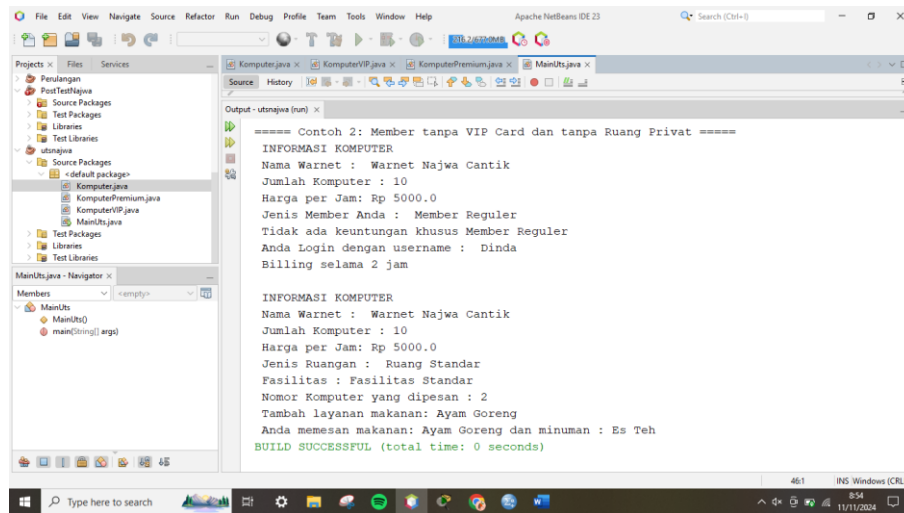 File Edit View Navigate Source Refactor Run Debug Profile Team Tools Window Help Apache NetBeans IDE 23 Search (Ctrl+I)
Projects Files Services
Komputer.java KomputerVIP.java KomputerPremium.java MainUts.java
Perulangan
PostTestNajwa
Source Packages
Test Packages
Libraries
Test Libraries
utsnajwa
Source Packages
<default package>
Komputer.java
KomputerPremium.java
KomputerVIP.java
MainUts.java
Test Packages
Libraries
Test Libraries
MainUts.java - Navigator
Members <empty>
MainUts
MainUts()
main(String[] args)
Source History
Output - utsnajwa (run)
===== Contoh 2: Member tanpa VIP Card dan tanpa Ruang Privat =====
INFORMASI KOMPUTER
Nama Warnet : Warnet Najwa Cantik
Jumlah Komputer : 10
Harga per Jam: Rp 5000.0
Jenis Member Anda : Member Reguler
Tidak ada keuntungan khusus Member Reguler
Anda Login dengan username : Dinda
Billing selama 2 jam
INFORMASI KOMPUTER
Nama Warnet : Warnet Najwa Cantik
Jumlah Komputer : 10
Harga per Jam: Rp 5000.0
Jenis Ruangan : Ruang Standar
Fasilitas : Fasilitas Standar
Nomor Komputer yang dipesan : 2
Tambah layanan makanan: Ayam Goreng
Anda memesan makanan: Ayam Goreng dan minuman : Es Teh
BUILD SUCCESSFUL (total time: 0 seconds)
46:1 INS Windows (CRL
Type here to search
8:54
11/11/2024